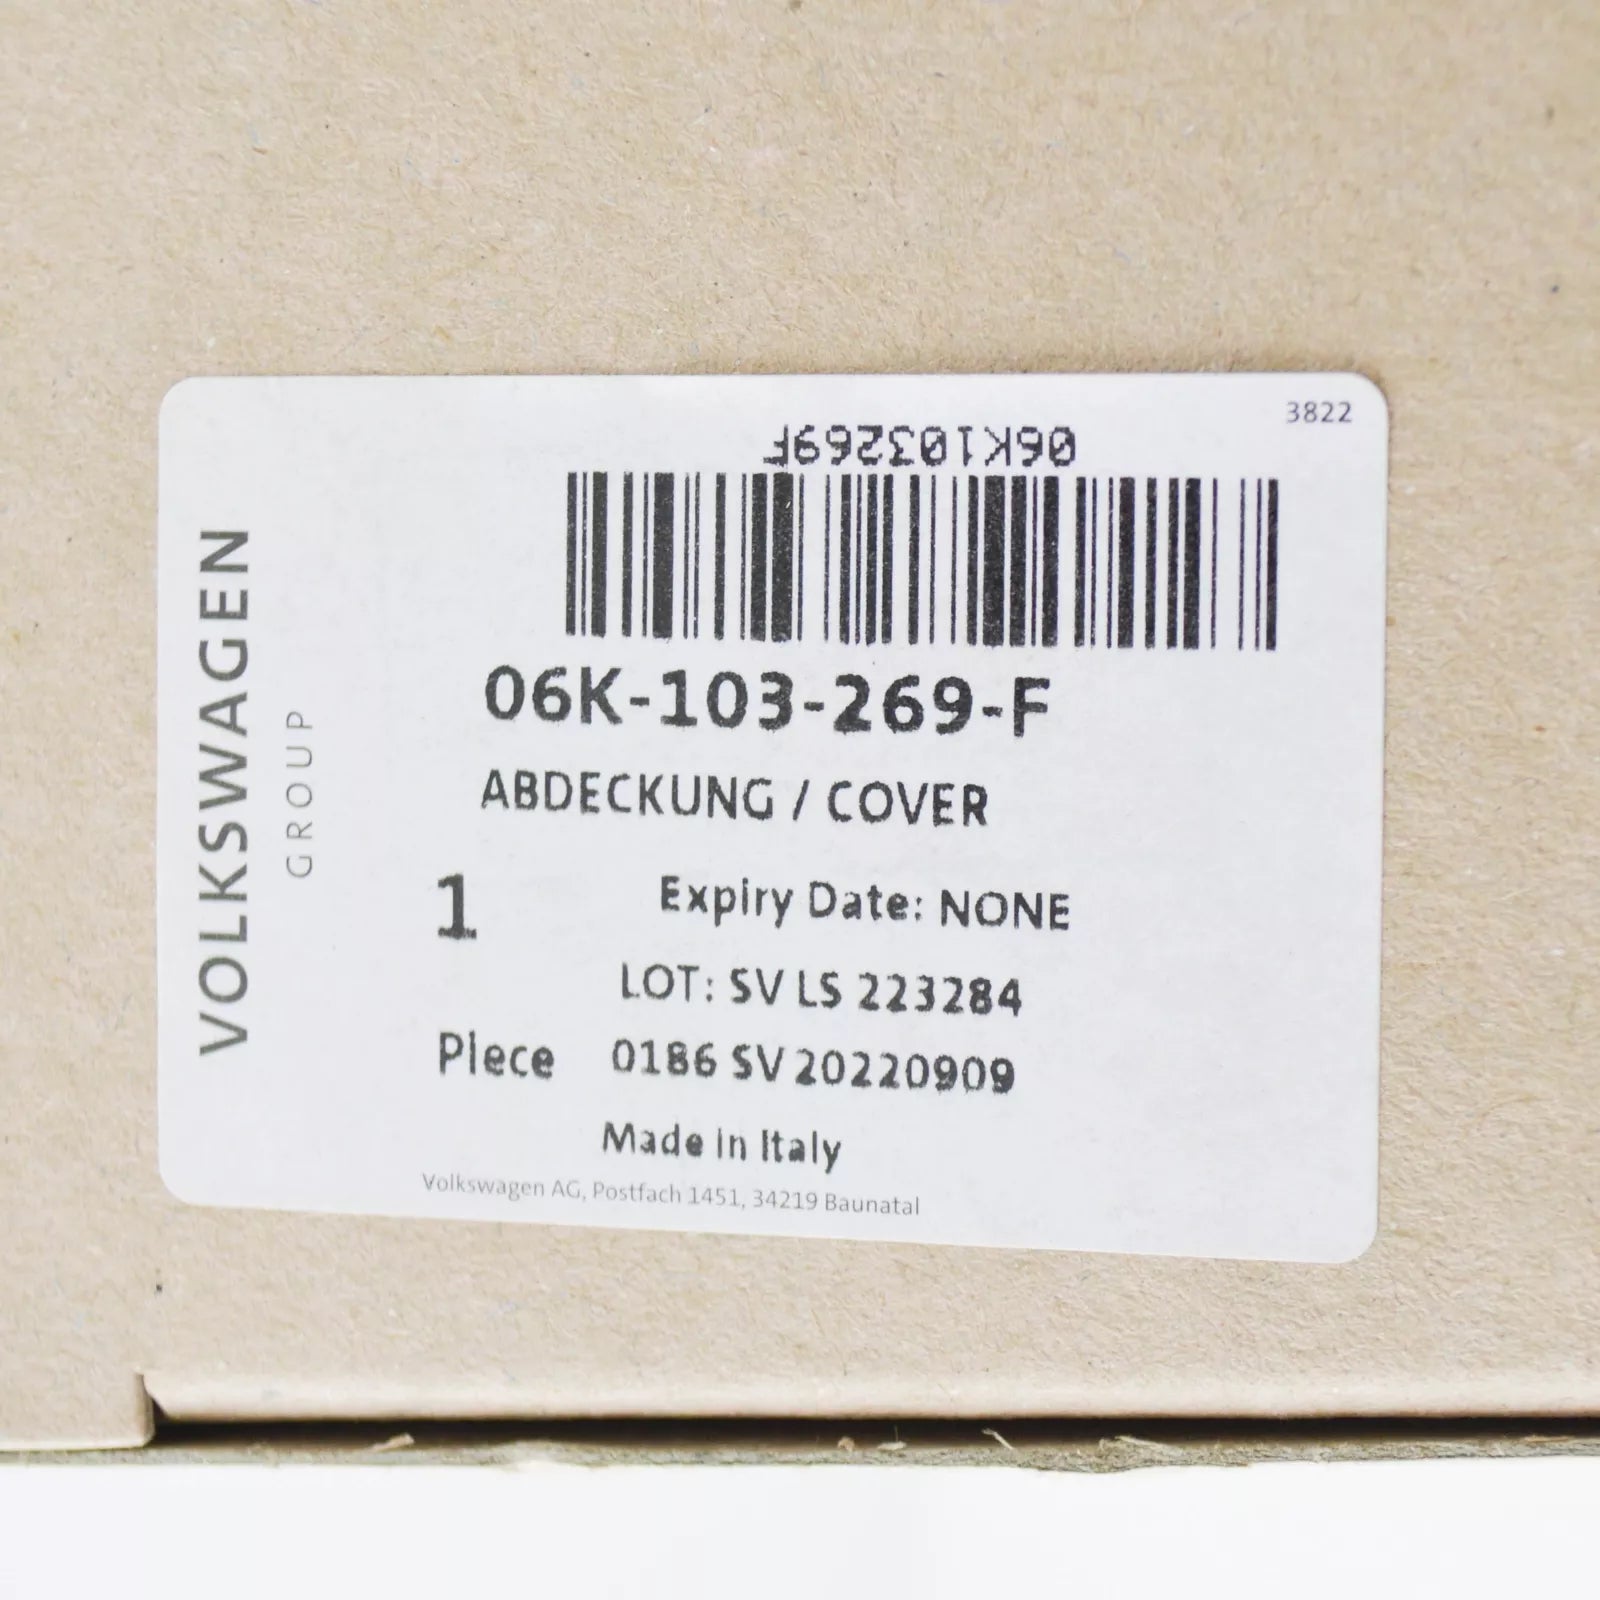 3822
06K103269F
VOLKSWAGEN
GROUP
06K-103-269-F
ABDECKUNG / COVER
1
Expiry Date: NONE
LOT: SV LS 223284
Piece 0186 SV 20220909
Made in Italy
Volkswagen AG, Postfach 1451, 34219 Baunatal